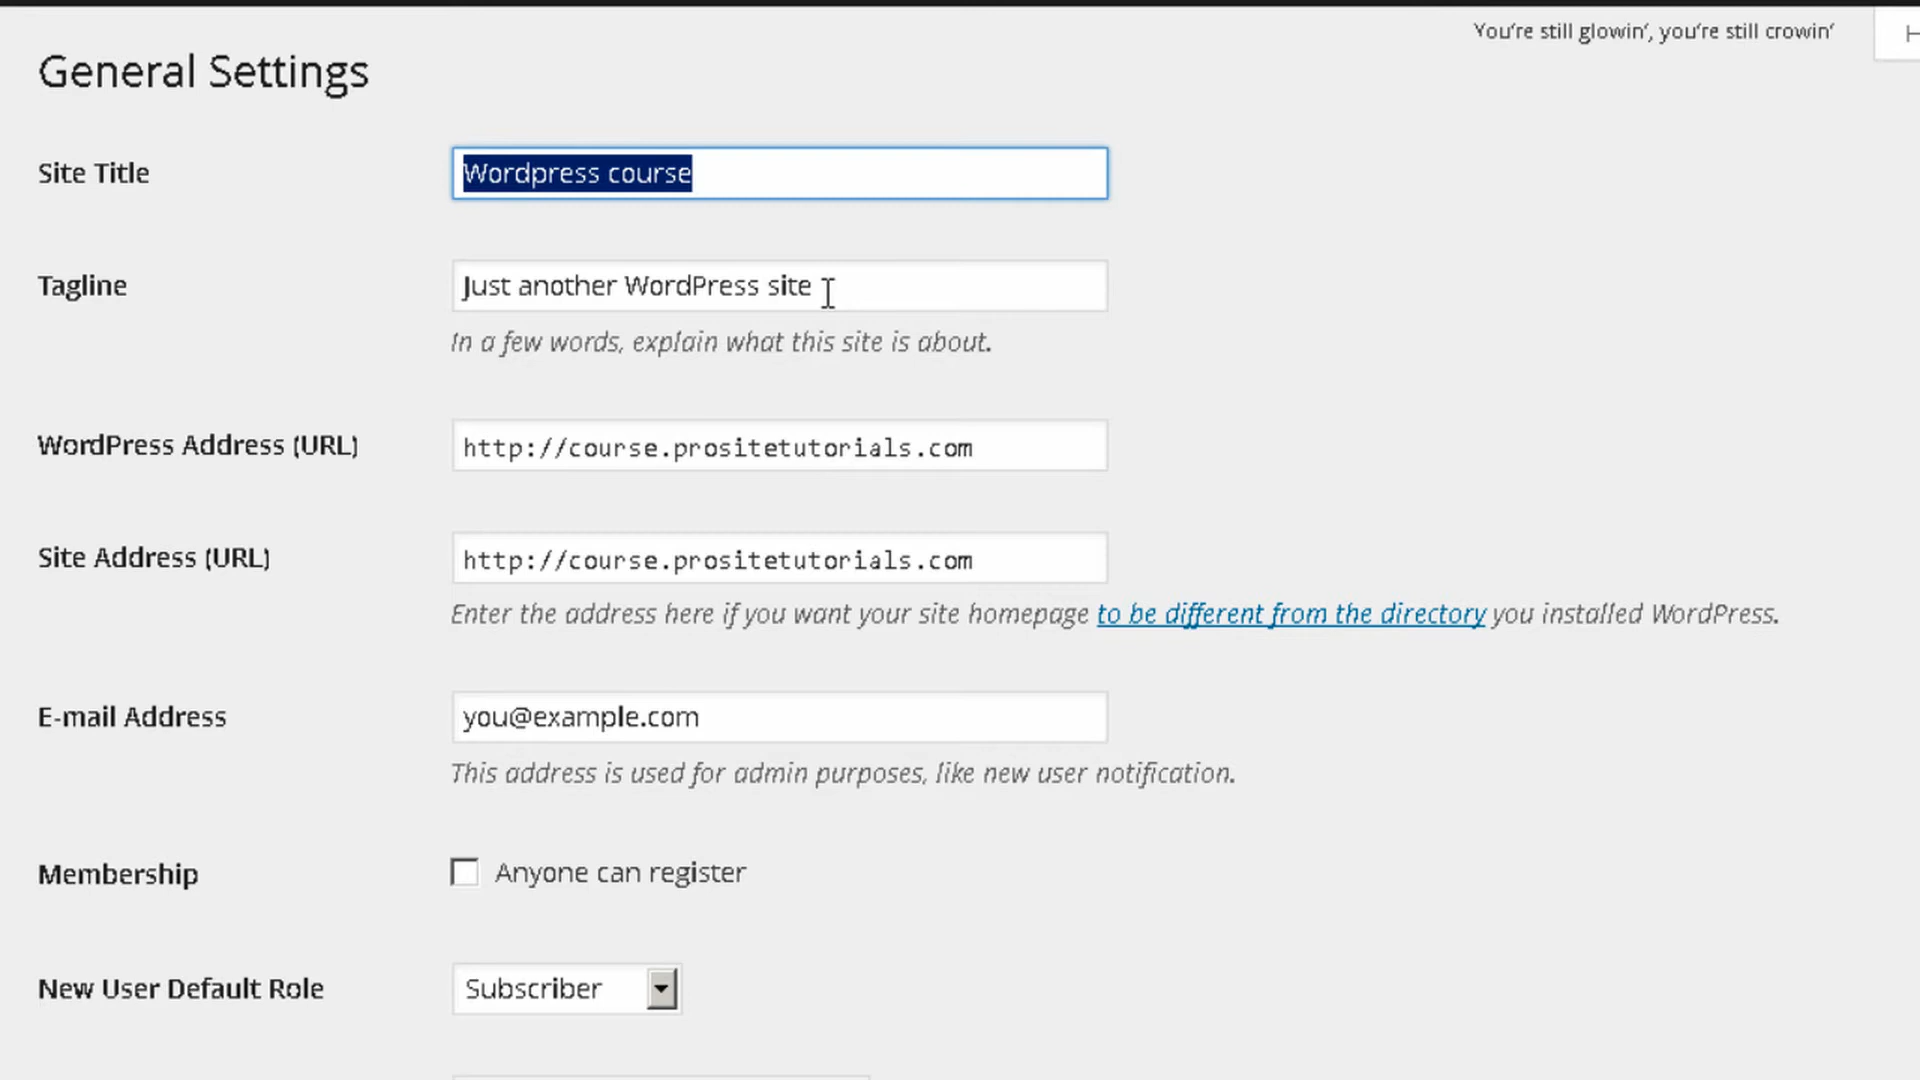 You're still glowin', you're still crowin'
General Settings
Site Title
Wordpress course
Tagline
Just another WordPress site
In a few words, explain what this site is about.
WordPress Address (URL)
http://course.prositetutorials.com
Site Address (URL)
http://course.prositetutorials.com
Enter the address here if you want your site homepage to be different from the directory you installed WordPress.
E-mail Address
you@example.com
This address is used for admin purposes, like new user notification.
Membership
Anyone can register
New User Default Role
Subscriber